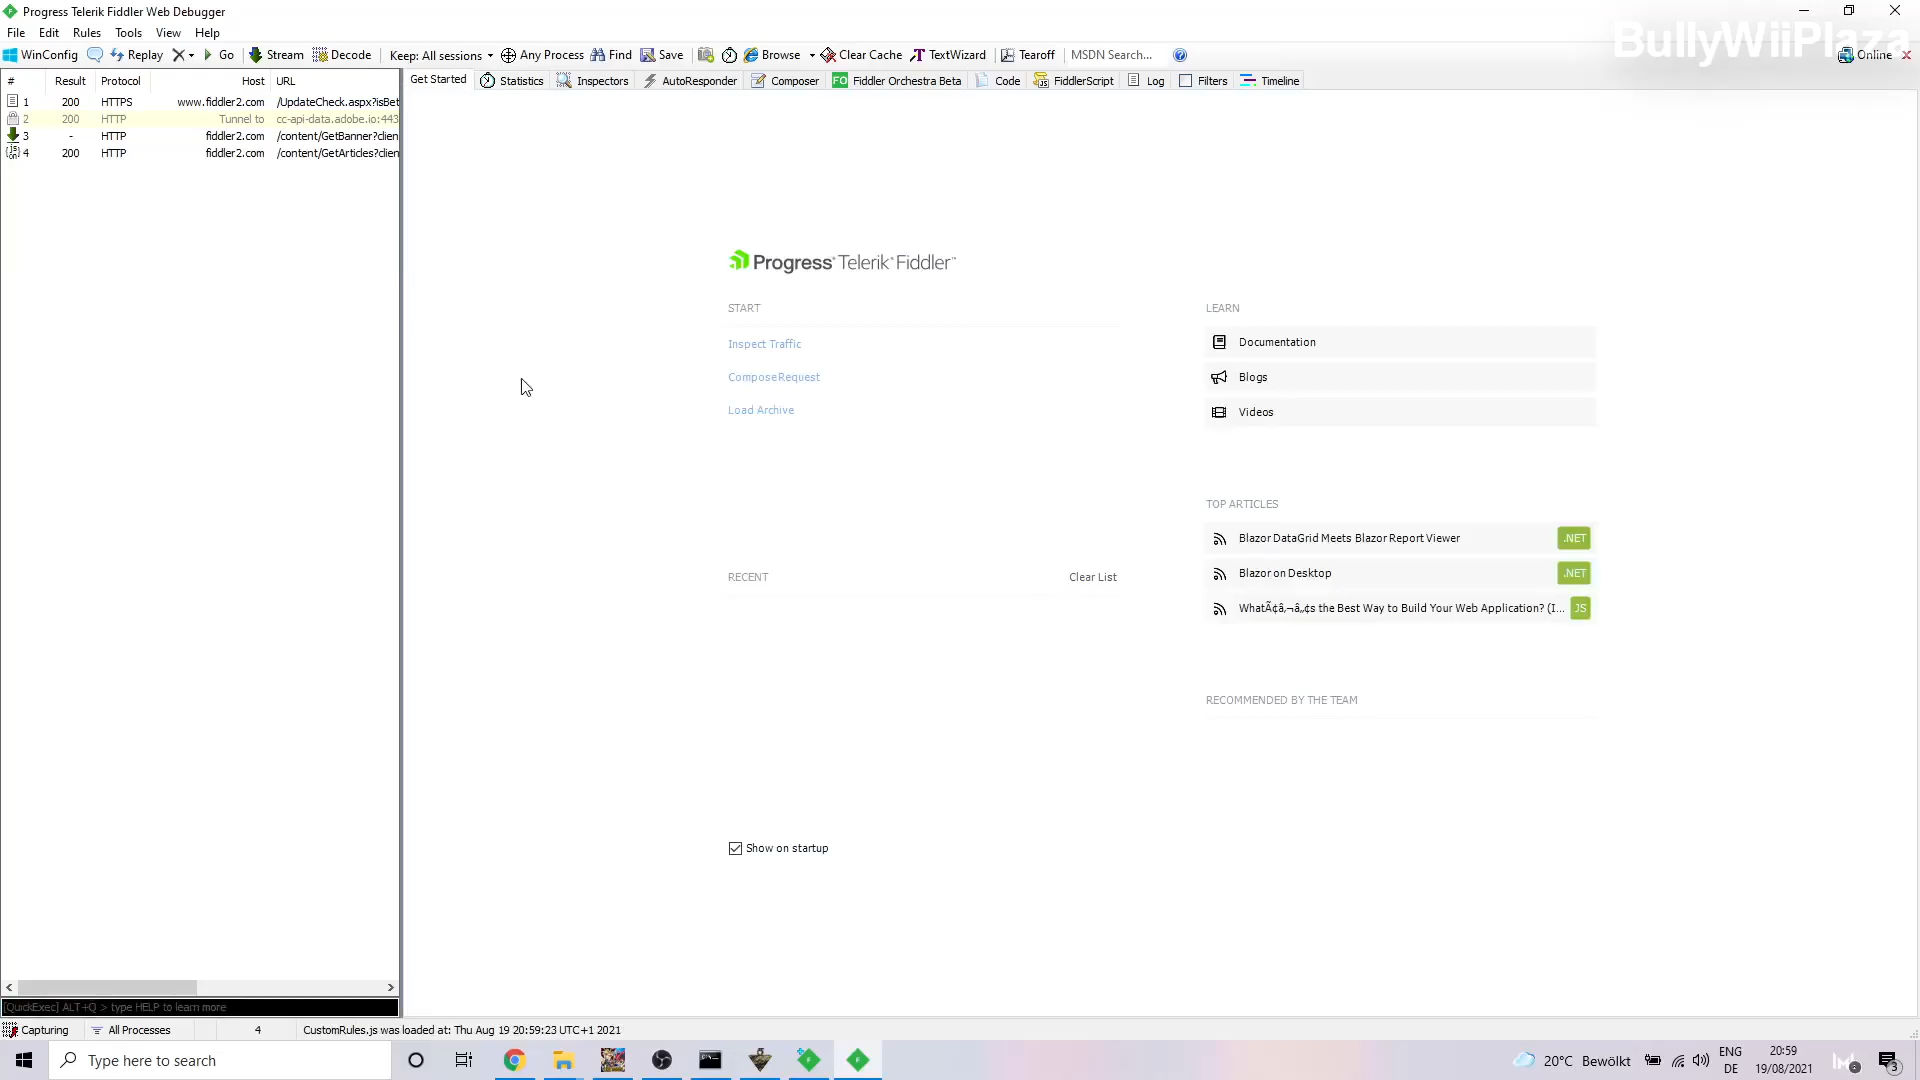 Progress Telerik Fiddler Web Debugger
File Edit Rules Tools View Help
BullyWiiPlaza
WinConfig Replay Go Stream Decode Keep: All sessions Any Process Find Save Browse Clear Cache TextWizard Tearoff MSDN Search... Online
# Result Protocol Host URL
Get Started Statistics Inspectors AutoResponder Composer FO Fiddler Orchestra Beta Code FiddlerScript Log Filters Timeline
1 200 HTTPS www.fiddler2.com /UpdateCheck.aspx?isBet
2 200 HTTP Tunnel to cc-api-data.adobe.io:443
3 - HTTP fiddler2.com /content/GetBanner?clien
4 200 HTTP fiddler2.com /content/GetArticles?clien
Progress Telerik Fiddler
START
Inspect Traffic
Compose Request
Load Archive
LEARN
Documentation
Blogs
Videos
TOP ARTICLES
Blazor DataGrid Meets Blazor Report Viewer .NET
Blazor on Desktop .NET
WhatÃ¢â‚¬â„¢s the Best Way to Build Your Web Application? (I... JS
RECENT Clear List
RECOMMENDED BY THE TEAM
Show on startup
[QuickExec] ALT+Q > type HELP to learn more
Capturing All Processes 4 CustomRules.js was loaded at: Thu Aug 19 20:59:23 UTC+1 2021
Type here to search
20°C Bewölkt
ENG
DE
20:59
19/08/2021
3